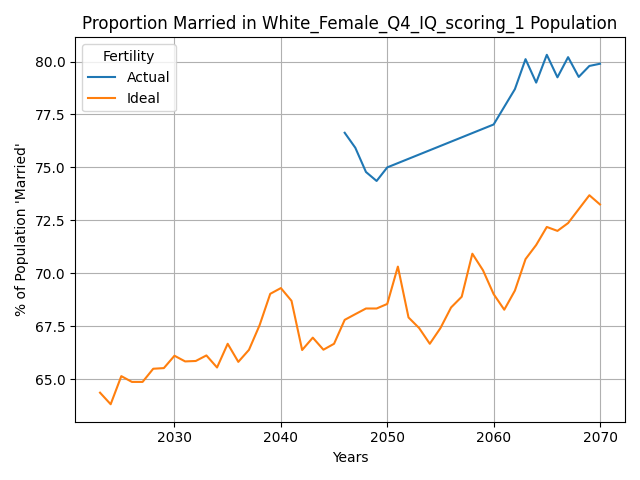 Proportion Married in White_Female_Q4_IQ_scoring_1 Population
Fertility
Actual
Ideal
% of Population 'Married'
80.0
77.5
75.0
72.5
70.0
67.5
65.0
2030 2040 2050 2060 2070
Years